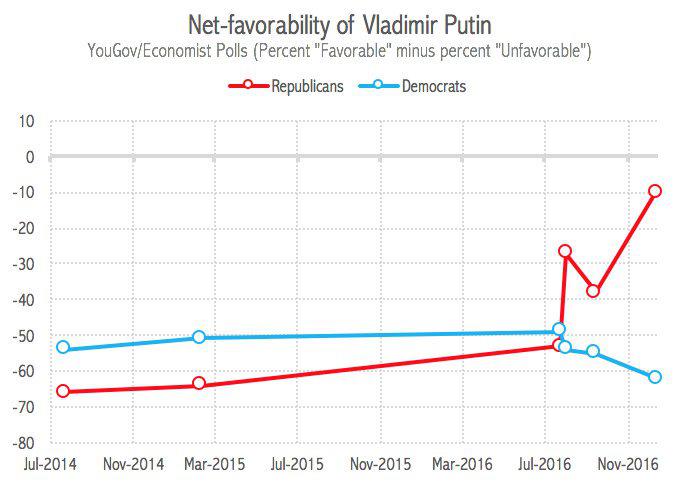 Net-favorability of Vladimir Putin
YouGov/Economist Polls (Percent "Favorable" minus percent "Unfavorable")
Republicans Democrats
10
0
-10
-20
-30
-40
-50
-60
-70
-80
Jul-2014 Nov-2014 Mar-2015 Jul-2015 Nov-2015 Mar-2016 Jul-2016 Nov-2016